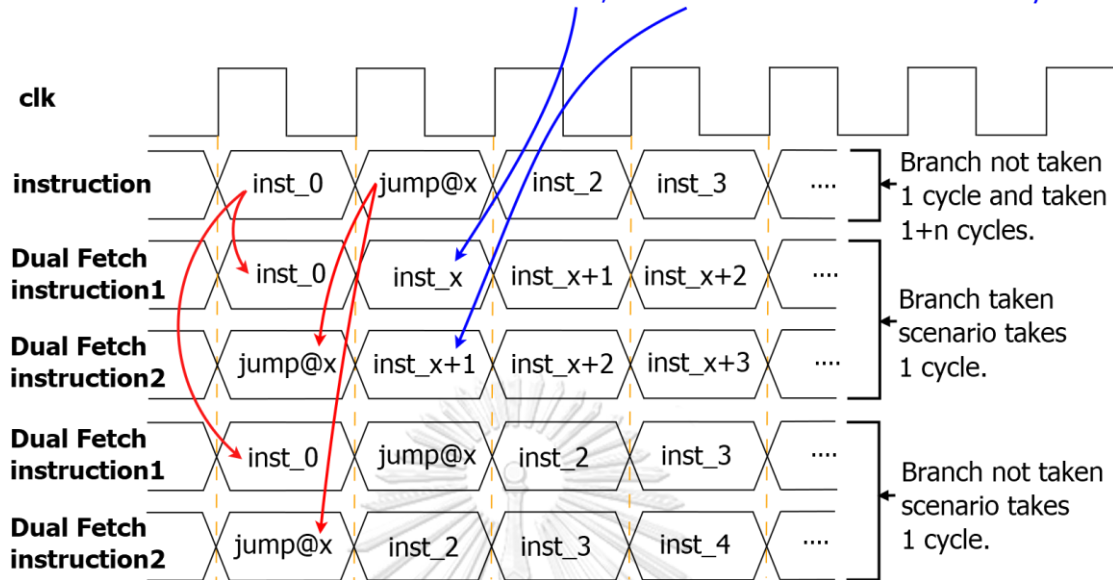 clk
instruction
inst_0
jump@x
inst_2
inst_3
....
Branch not taken
1 cycle and taken
1+n cycles.
Dual Fetch
instruction1
inst_0
inst_x
inst_x+1
inst_x+2
....
Dual Fetch
instruction2
jump@x
inst_x+1
inst_x+2
inst_x+3
....
Branch taken
scenario takes
1 cycle.
Dual Fetch
instruction1
inst_0
jump@x
inst_2
inst_3
....
Dual Fetch
instruction2
jump@x
inst_2
inst_3
inst_4
....
Branch not taken
scenario takes
1 cycle.